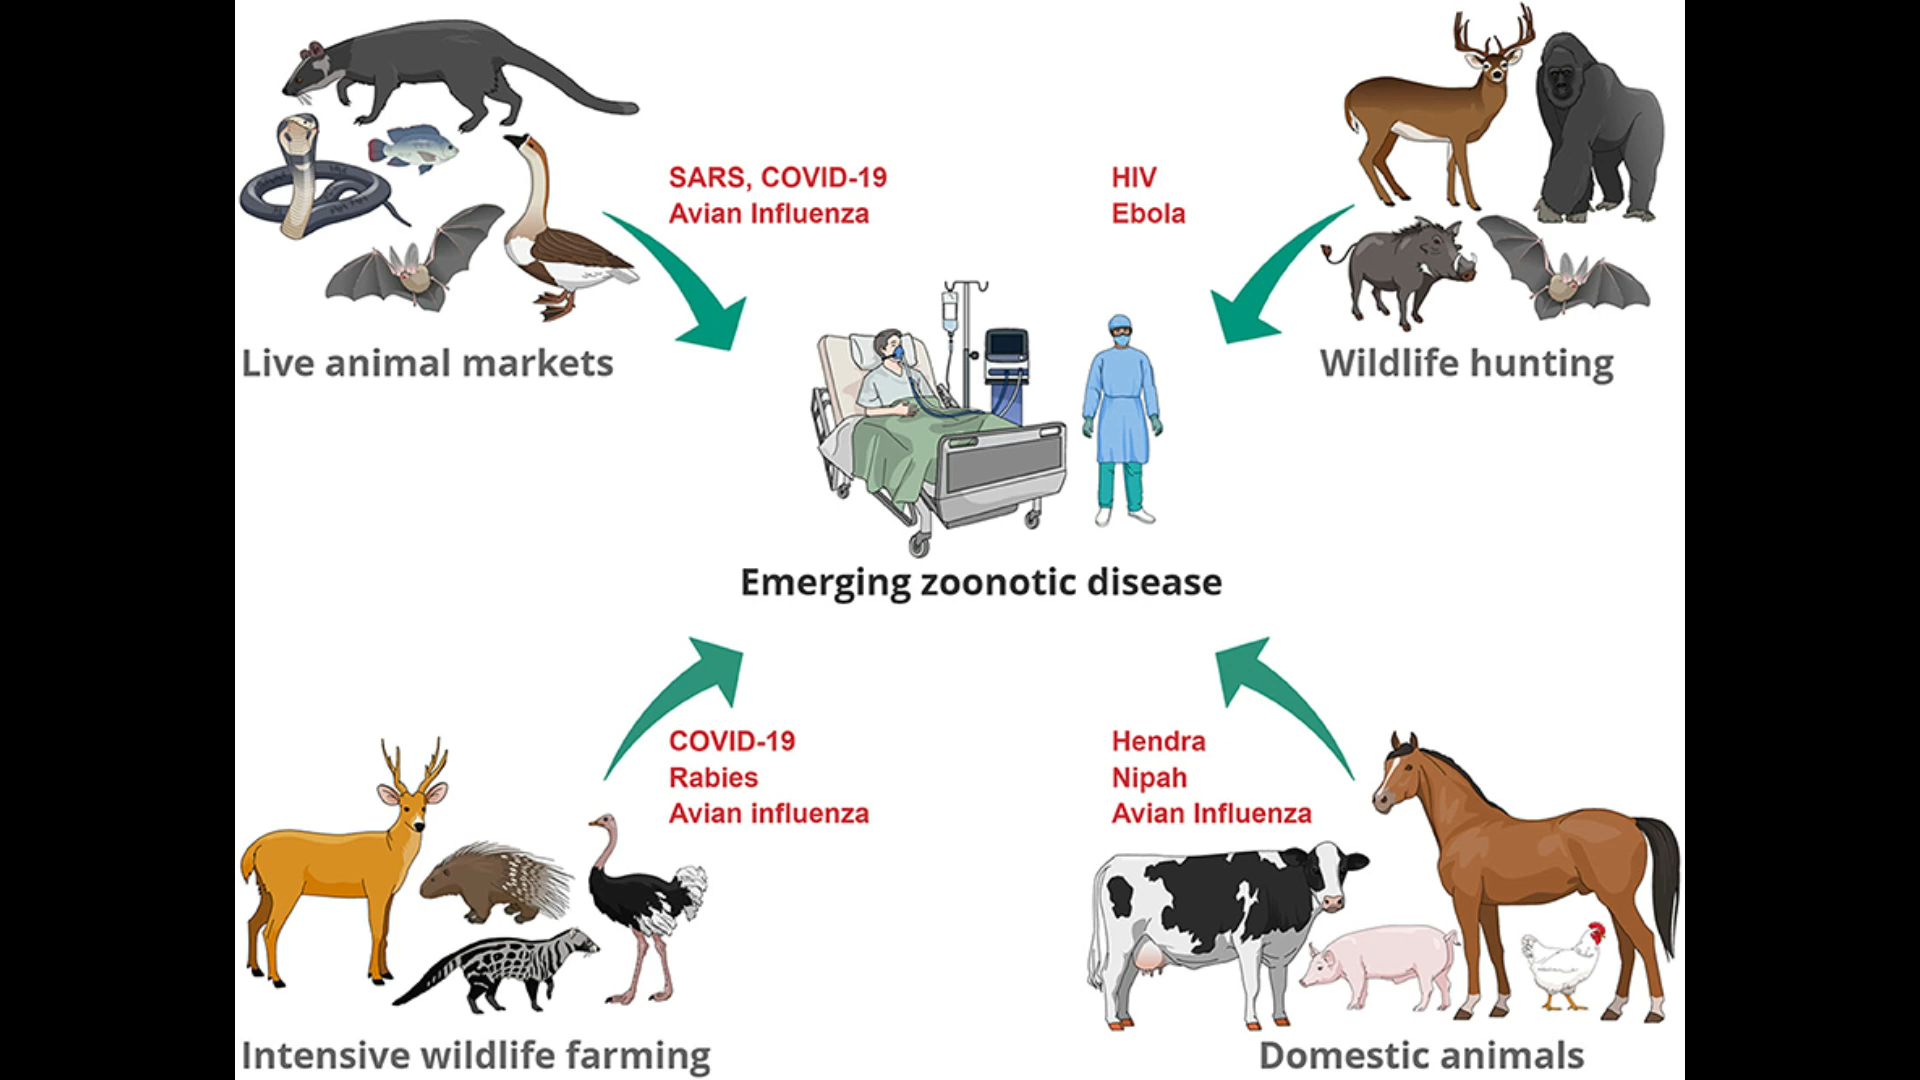 SARS, COVID-19
Avian Influenza
HIV
Ebola
Live animal markets
Wildlife hunting
Emerging zoonotic disease
COVID-19
Rabies
Avian influenza
Hendra
Nipah
Avian Influenza
Intensive wildlife farming
Domestic animals